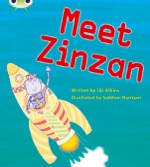 Meet
Zinzan
Written by Jill Atkins
Illustrated by Siobhan Harrison